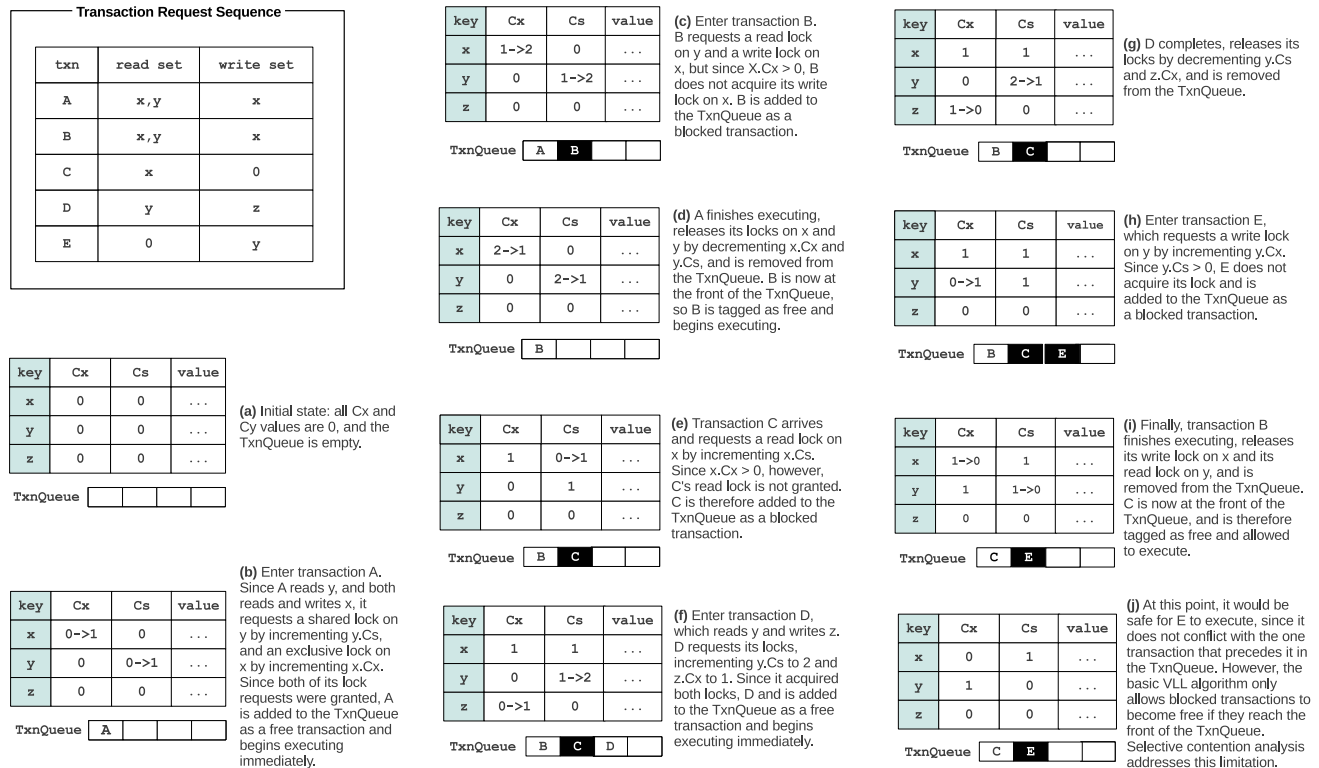 Transaction Request Sequence
txn read set write set
A x,y x
B x,y x
C x 0
D y z
E 0 y
key Cx Cs value
x 0 0 ...
y 0 0 ...
z 0 0 ...
TxnQueue
(a) Initial state: all Cx and
Cy values are 0, and the
TxnQueue is empty.
key Cx Cs value
x 0->1 0 ...
y 0 0->1 ...
z 0 0 ...
TxnQueue A
(b) Enter transaction A.
Since A reads y, and both
reads and writes x, it
requests a shared lock on
y by incrementing y.Cs,
and an exclusive lock on
x by incrementing x.Cx.
Since both of its lock
requests were granted, A
is added to the TxnQueue
as a free transaction and
begins executing
immediately.
key Cx Cs value
x 1->2 0 ...
y 0 1->2 ...
z 0 0 ...
TxnQueue A B
(c) Enter transaction B.
B requests a read lock
on y and a write lock on
x, but since X.Cx > 0, B
does not acquire its write
lock on x. B is added to
the TxnQueue as a
blocked transaction.
key Cx Cs value
x 2->1 0 ...
y 0 2->1 ...
z 0 0 ...
TxnQueue B
(d) A finishes executing,
releases its locks on x and
y by decrementing x.Cx and
y.Cs, and is removed from
the TxnQueue. B is now at
the front of the TxnQueue,
so B is tagged as free and
begins executing.
key Cx Cs value
x 1 0->1 ...
y 0 1 ...
z 0 0 ...
TxnQueue B C
(e) Transaction C arrives
and requests a read lock on
x by incrementing x.Cs.
Since x.Cx > 0, however,
C's read lock is not granted.
C is therefore added to the
TxnQueue as a blocked
transaction.
key Cx Cs value
x 1 1 ...
y 0 1->2 ...
z 0->1 0 ...
TxnQueue B C D
(f) Enter transaction D,
which reads y and writes z.
D requests its locks,
incrementing y.Cs to 2 and
z.Cx to 1. Since it acquired
both locks, D and is added
to the TxnQueue as a free
transaction and begins
executing immediately.
key Cx Cs value
x 1 1 ...
y 0 2->1 ...
z 1->0 0 ...
TxnQueue B C
(g) D completes, releases its
locks by decrementing y.Cs
and z.Cx, and is removed
from the TxnQueue.
key Cx Cs value
x 1 1 ...
y 0->1 1 ...
z 0 0 ...
TxnQueue B C E
(h) Enter transaction E,
which requests a write lock
on y by incrementing y.Cx.
Since y.Cs > 0, E does not
acquire its lock and is
added to the TxnQueue as
a blocked transaction.
key Cx Cs value
x 1->0 1 ...
y 1 1->0 ...
z 0 0 ...
TxnQueue C E
(i) Finally, transaction B
finishes executing, releases
its write lock on x and its
read lock on y, and is
removed from the TxnQueue.
C is now at the front of the
TxnQueue, and is therefore
tagged as free and allowed
to execute.
key Cx Cs value
x 0 1 ...
y 1 0 ...
z 0 0 ...
TxnQueue C E
(j) At this point, it would be
safe for E to execute, since it
does not conflict with the one
transaction that precedes it in
the TxnQueue. However, the
basic VLL algorithm only
allows blocked transactions to
become free if they reach the
front of the TxnQueue.
Selective contention analysis
addresses this limitation.